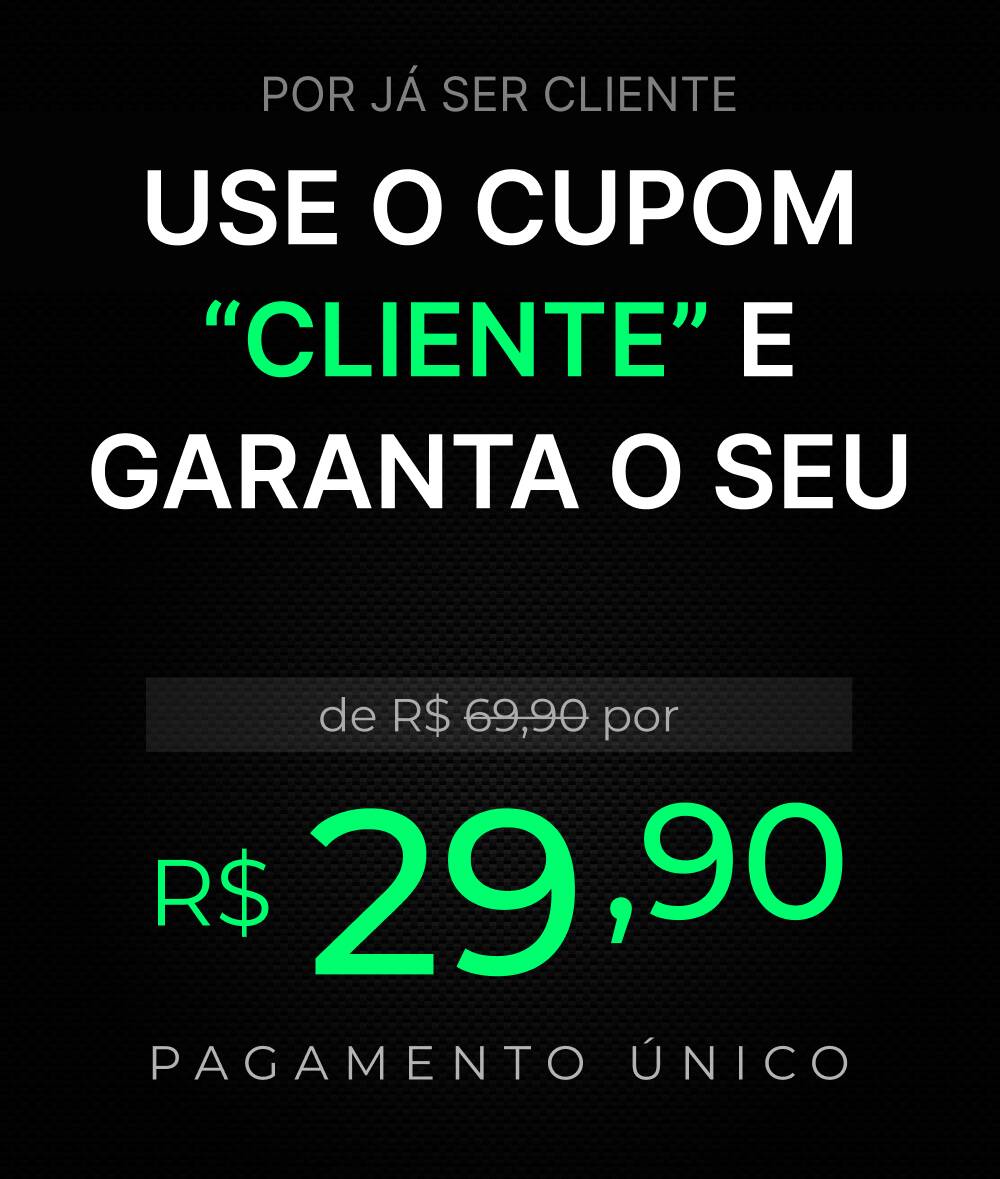 POR JÁ SER CLIENTE
USE O CUPOM
“CLIENTE” E
GARANTA O SEU
de R$ 69,90 por
R$ 29,90
PAGAMENTO ÚNICO